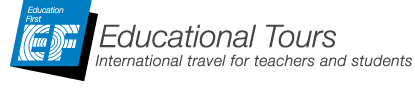 Education
First
EF
Educational Tours
International travel for teachers and students